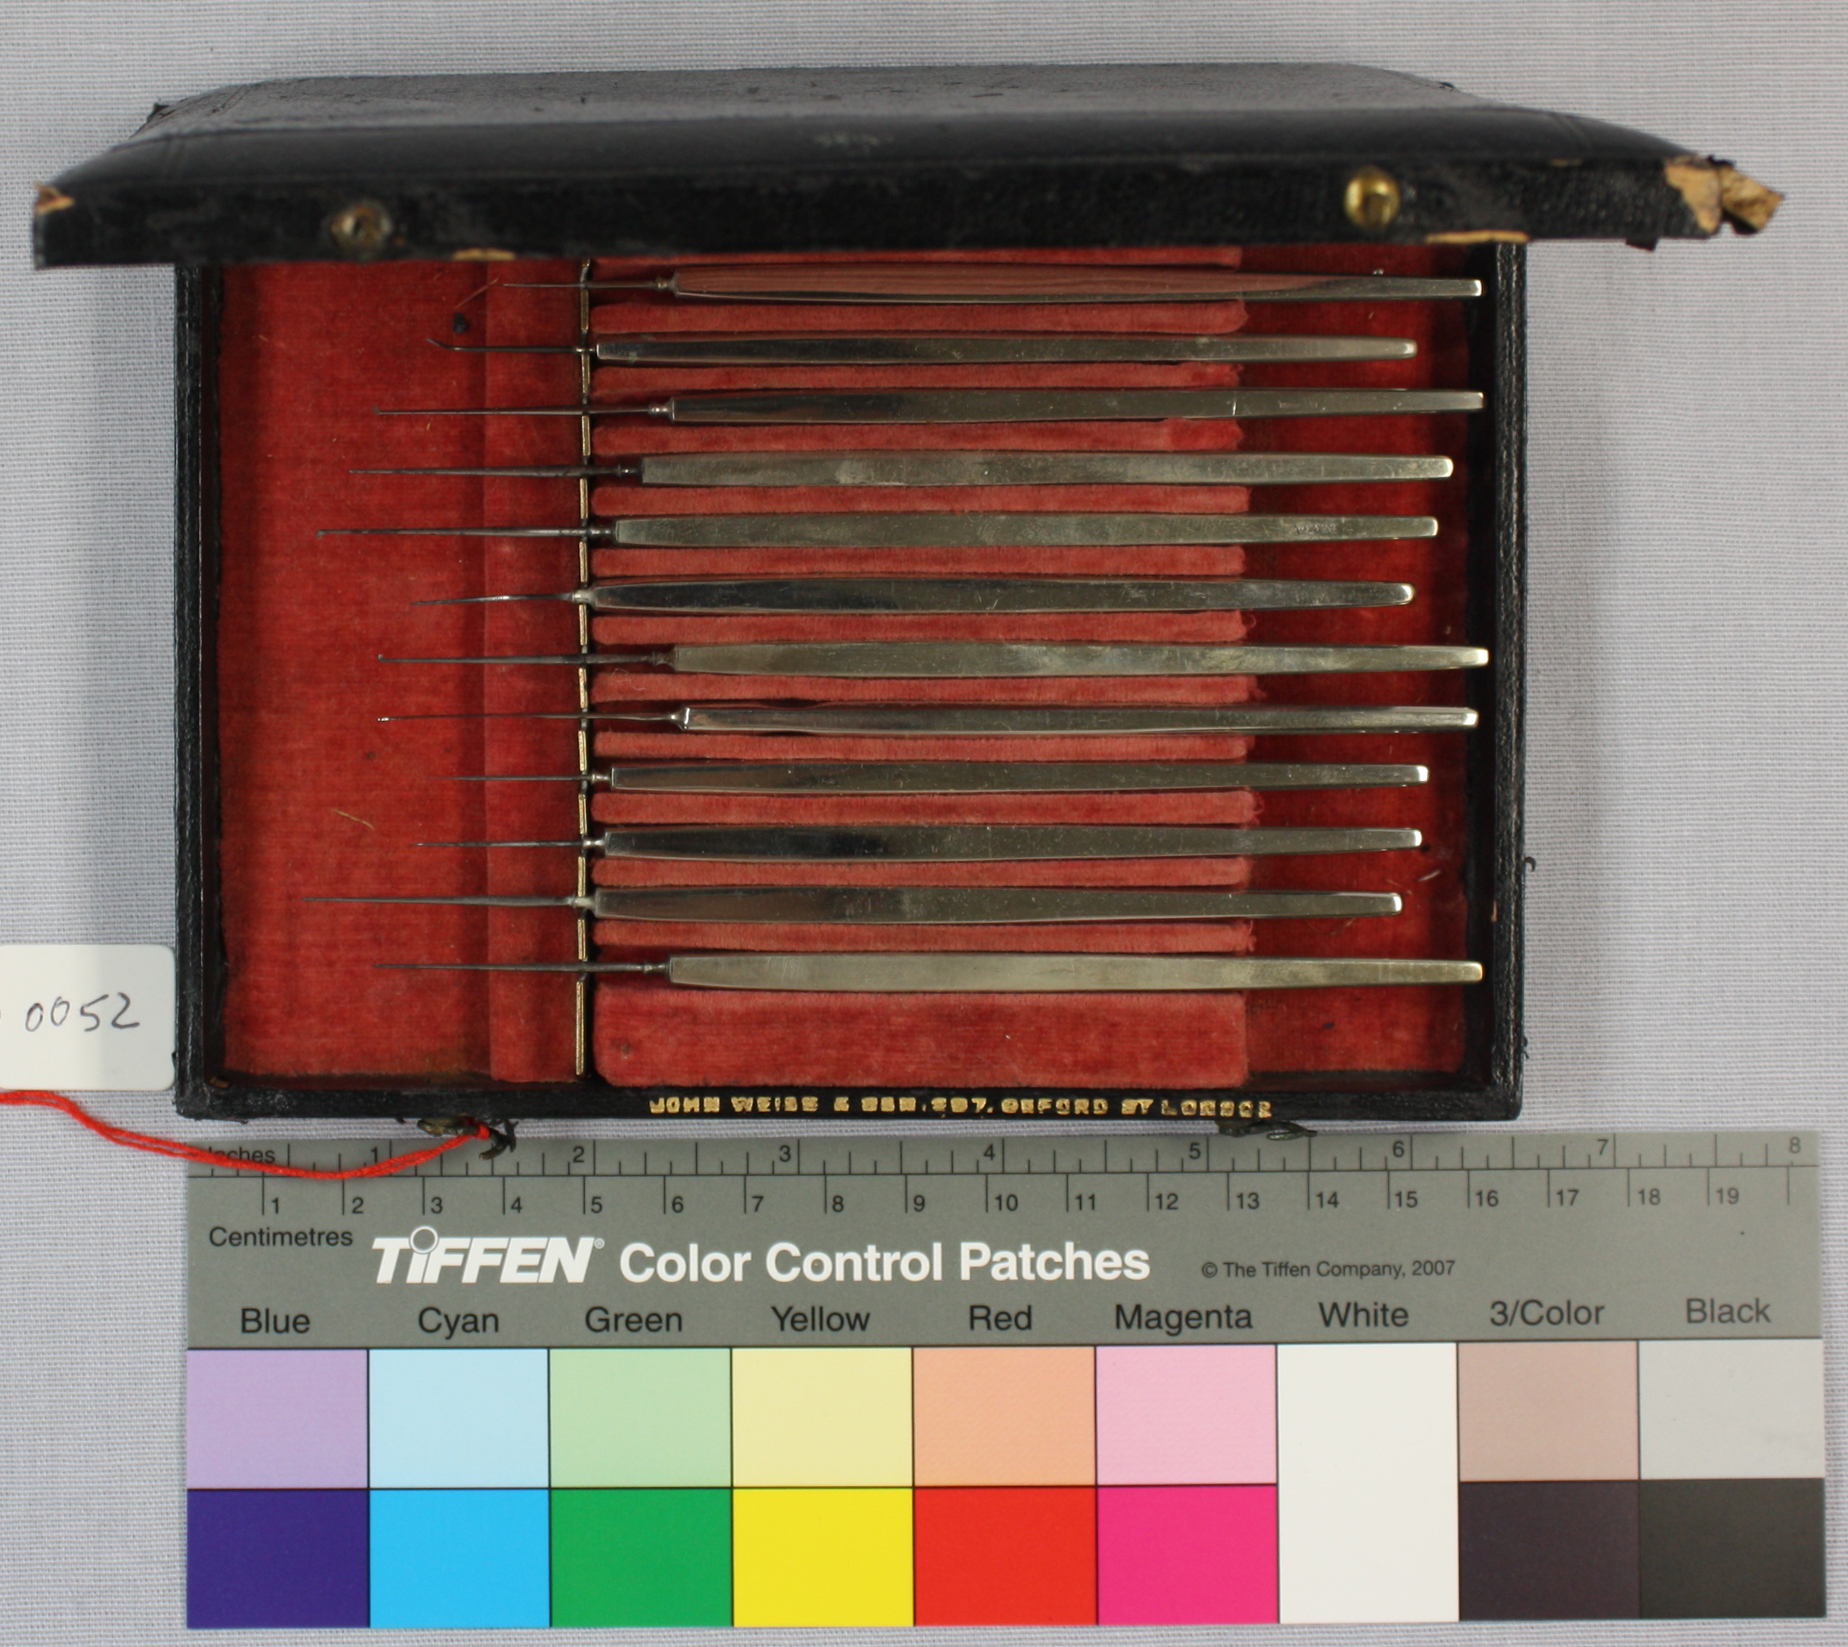 0052
JOHN WEISS & SON. 287. OXFORD ST LONDON
Inches 1 2 3 4 5 6 7 8
1 2 3 4 5 6 7 8 9 10 11 12 13 14 15 16 17 18 19
Centimetres
TIFFEN® Color Control Patches © The Tiffen Company, 2007
Blue Cyan Green Yellow Red Magenta White 3/Color Black